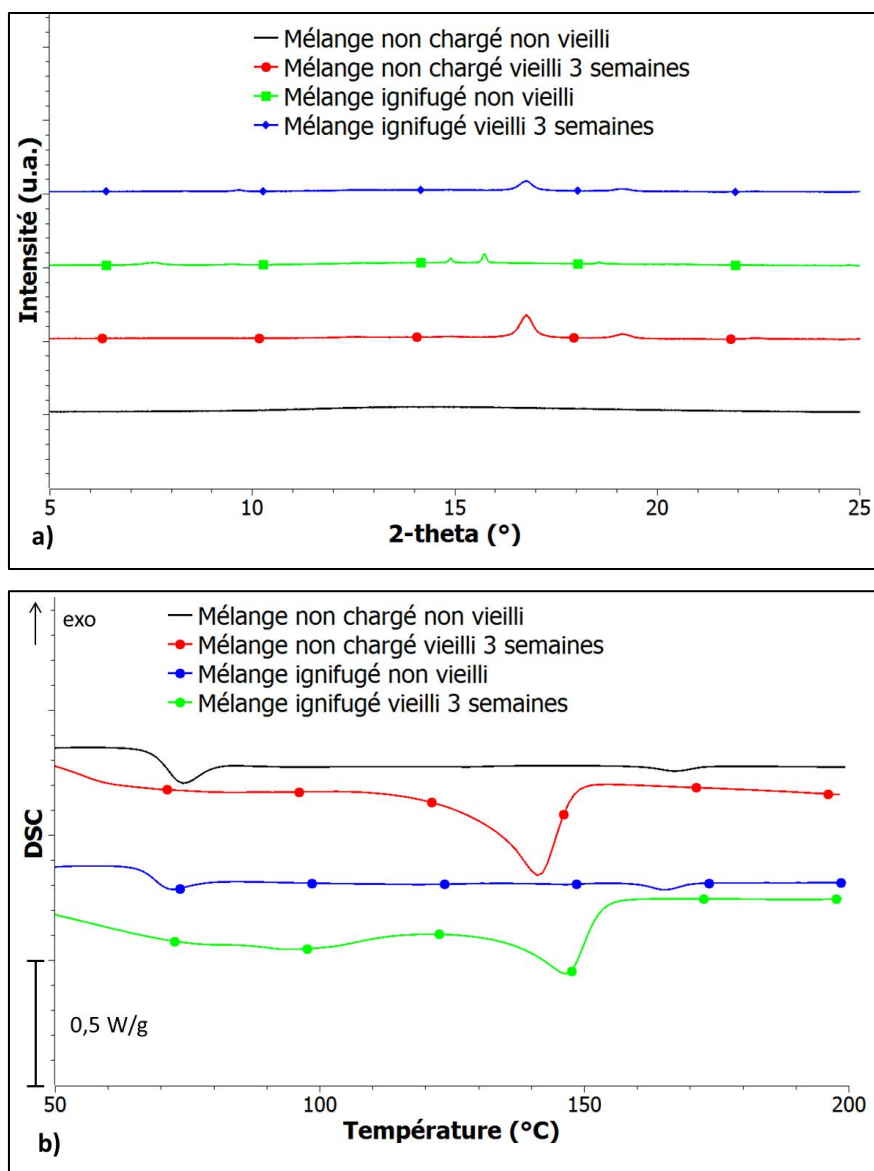 Mélange non chargé non vieilli
Mélange non chargé vieilli 3 semaines
Mélange ignifugé non vieilli
Mélange ignifugé vieilli 3 semaines
Intensité (u.a.)
5 10 15 20 25
2-theta (°)
a)
exo
Mélange non chargé non vieilli
Mélange non chargé vieilli 3 semaines
Mélange ignifugé non vieilli
Mélange ignifugé vieilli 3 semaines
DSC
0,5 W/g
50 100 150 200
Température (°C)
b)